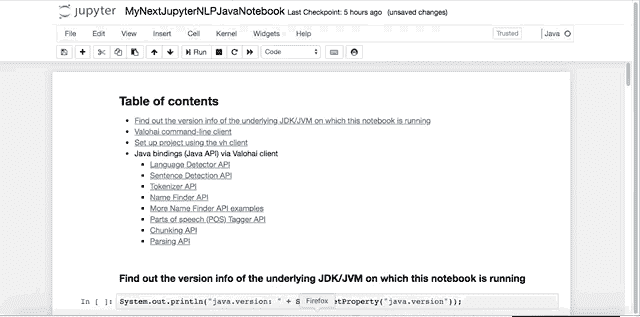 jupyter MyNextJupyterNLPJavaNotebook Last Checkpoint: 5 hours ago (unsaved changes)
File Edit View Insert Cell Kernel Widgets Help Trusted Java
Run Code
Table of contents
Find out the version info of the underlying JDK/JVM on which this notebook is running
Valohai command-line client
Set up project using the vh client
Java bindings (Java API) via Valohai client
Language Detector API
Sentence Detection API
Tokenizer API
Name Finder API
More Name Finder API examples
Parts of speech (POS) Tagger API
Chunking API
Parsing API
Find out the version info of the underlying JDK/JVM on which this notebook is running
In [ ]: System.out.println("java.version: " + S etProperty("java.version"));
Firefox